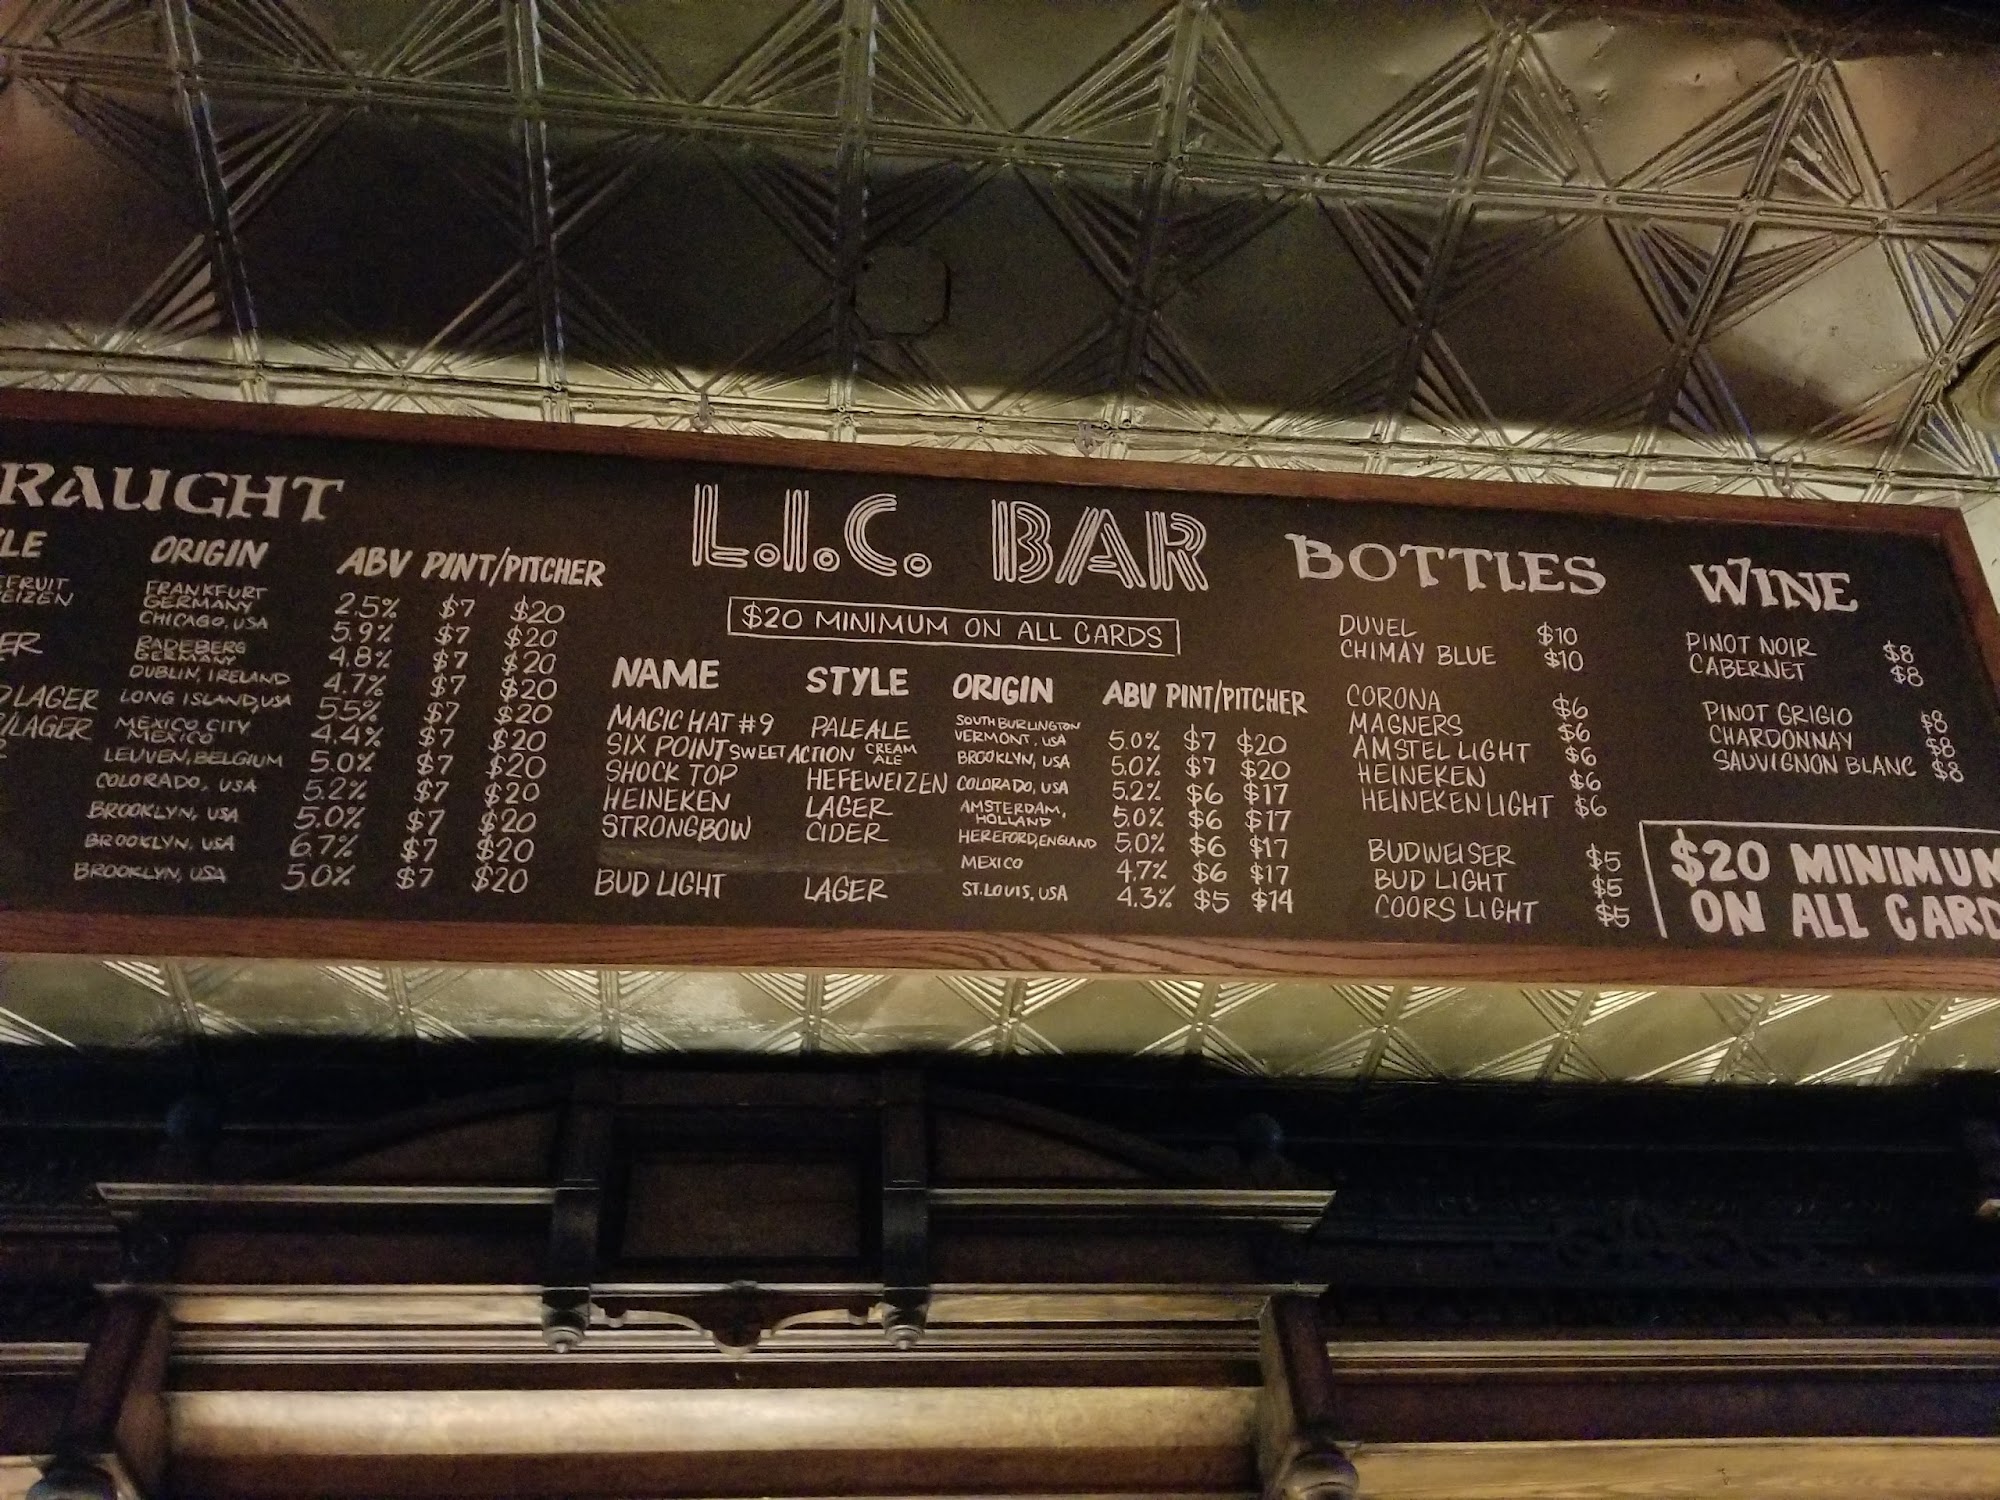 RAUGHT
LE ORIGIN ABV PINT/PITCHER
FRUIT FRANKFURT
EIZEN GERMANY 2.5% $7 $20
CHICAGO, USA 5.9% $7 $20
ER RADEBERG
GERMANY 4.8% $7 $20
DUBLIN, IRELAND 4.7% $7 $20
LAGER LONG ISLAND, USA 5.5% $7 $20
/LAGER MEXICO CITY
MEXICO 4.4% $7 $20
LEUVEN, BELGIUM 5.0% $7 $20
COLORADO, USA 5.2% $7 $20
BROOKLYN, USA 5.0% $7 $20
BROOKLYN, USA 6.7% $7 $20
BROOKLYN, USA 5.0% $7 $20
L.I.C. BAR
$20 MINIMUM ON ALL CARDS
NAME STYLE ORIGIN ABV PINT/PITCHER
MAGIC HAT #9 PALE ALE SOUTH BURLINGTON
VERMONT, USA 5.0% $7 $20
SIX POINT SWEET ACTION CREAM
ALE BROOKLYN, USA 5.0% $7 $20
SHOCK TOP HEFEWEIZEN COLORADO, USA 5.2% $6 $17
HEINEKEN LAGER AMSTERDAM,
HOLLAND 5.0% $6 $17
STRONGBOW CIDER HEREFORD, ENGLAND 5.0% $6 $17
MEXICO 4.7% $6 $17
BUD LIGHT LAGER ST. LOUIS, USA 4.3% $5 $14
BOTTLES
DUVEL $10
CHIMAY BLUE $10
CORONA $6
MAGNERS $6
AMSTEL LIGHT $6
HEINEKEN $6
HEINEKEN LIGHT $6
BUDWEISER $5
BUD LIGHT $5
COORS LIGHT $5
WINE
PINOT NOIR $8
CABERNET $8
PINOT GRIGIO $8
CHARDONNAY $8
SAUVIGNON BLANC $8
$20 MINIMUM
ON ALL CARD